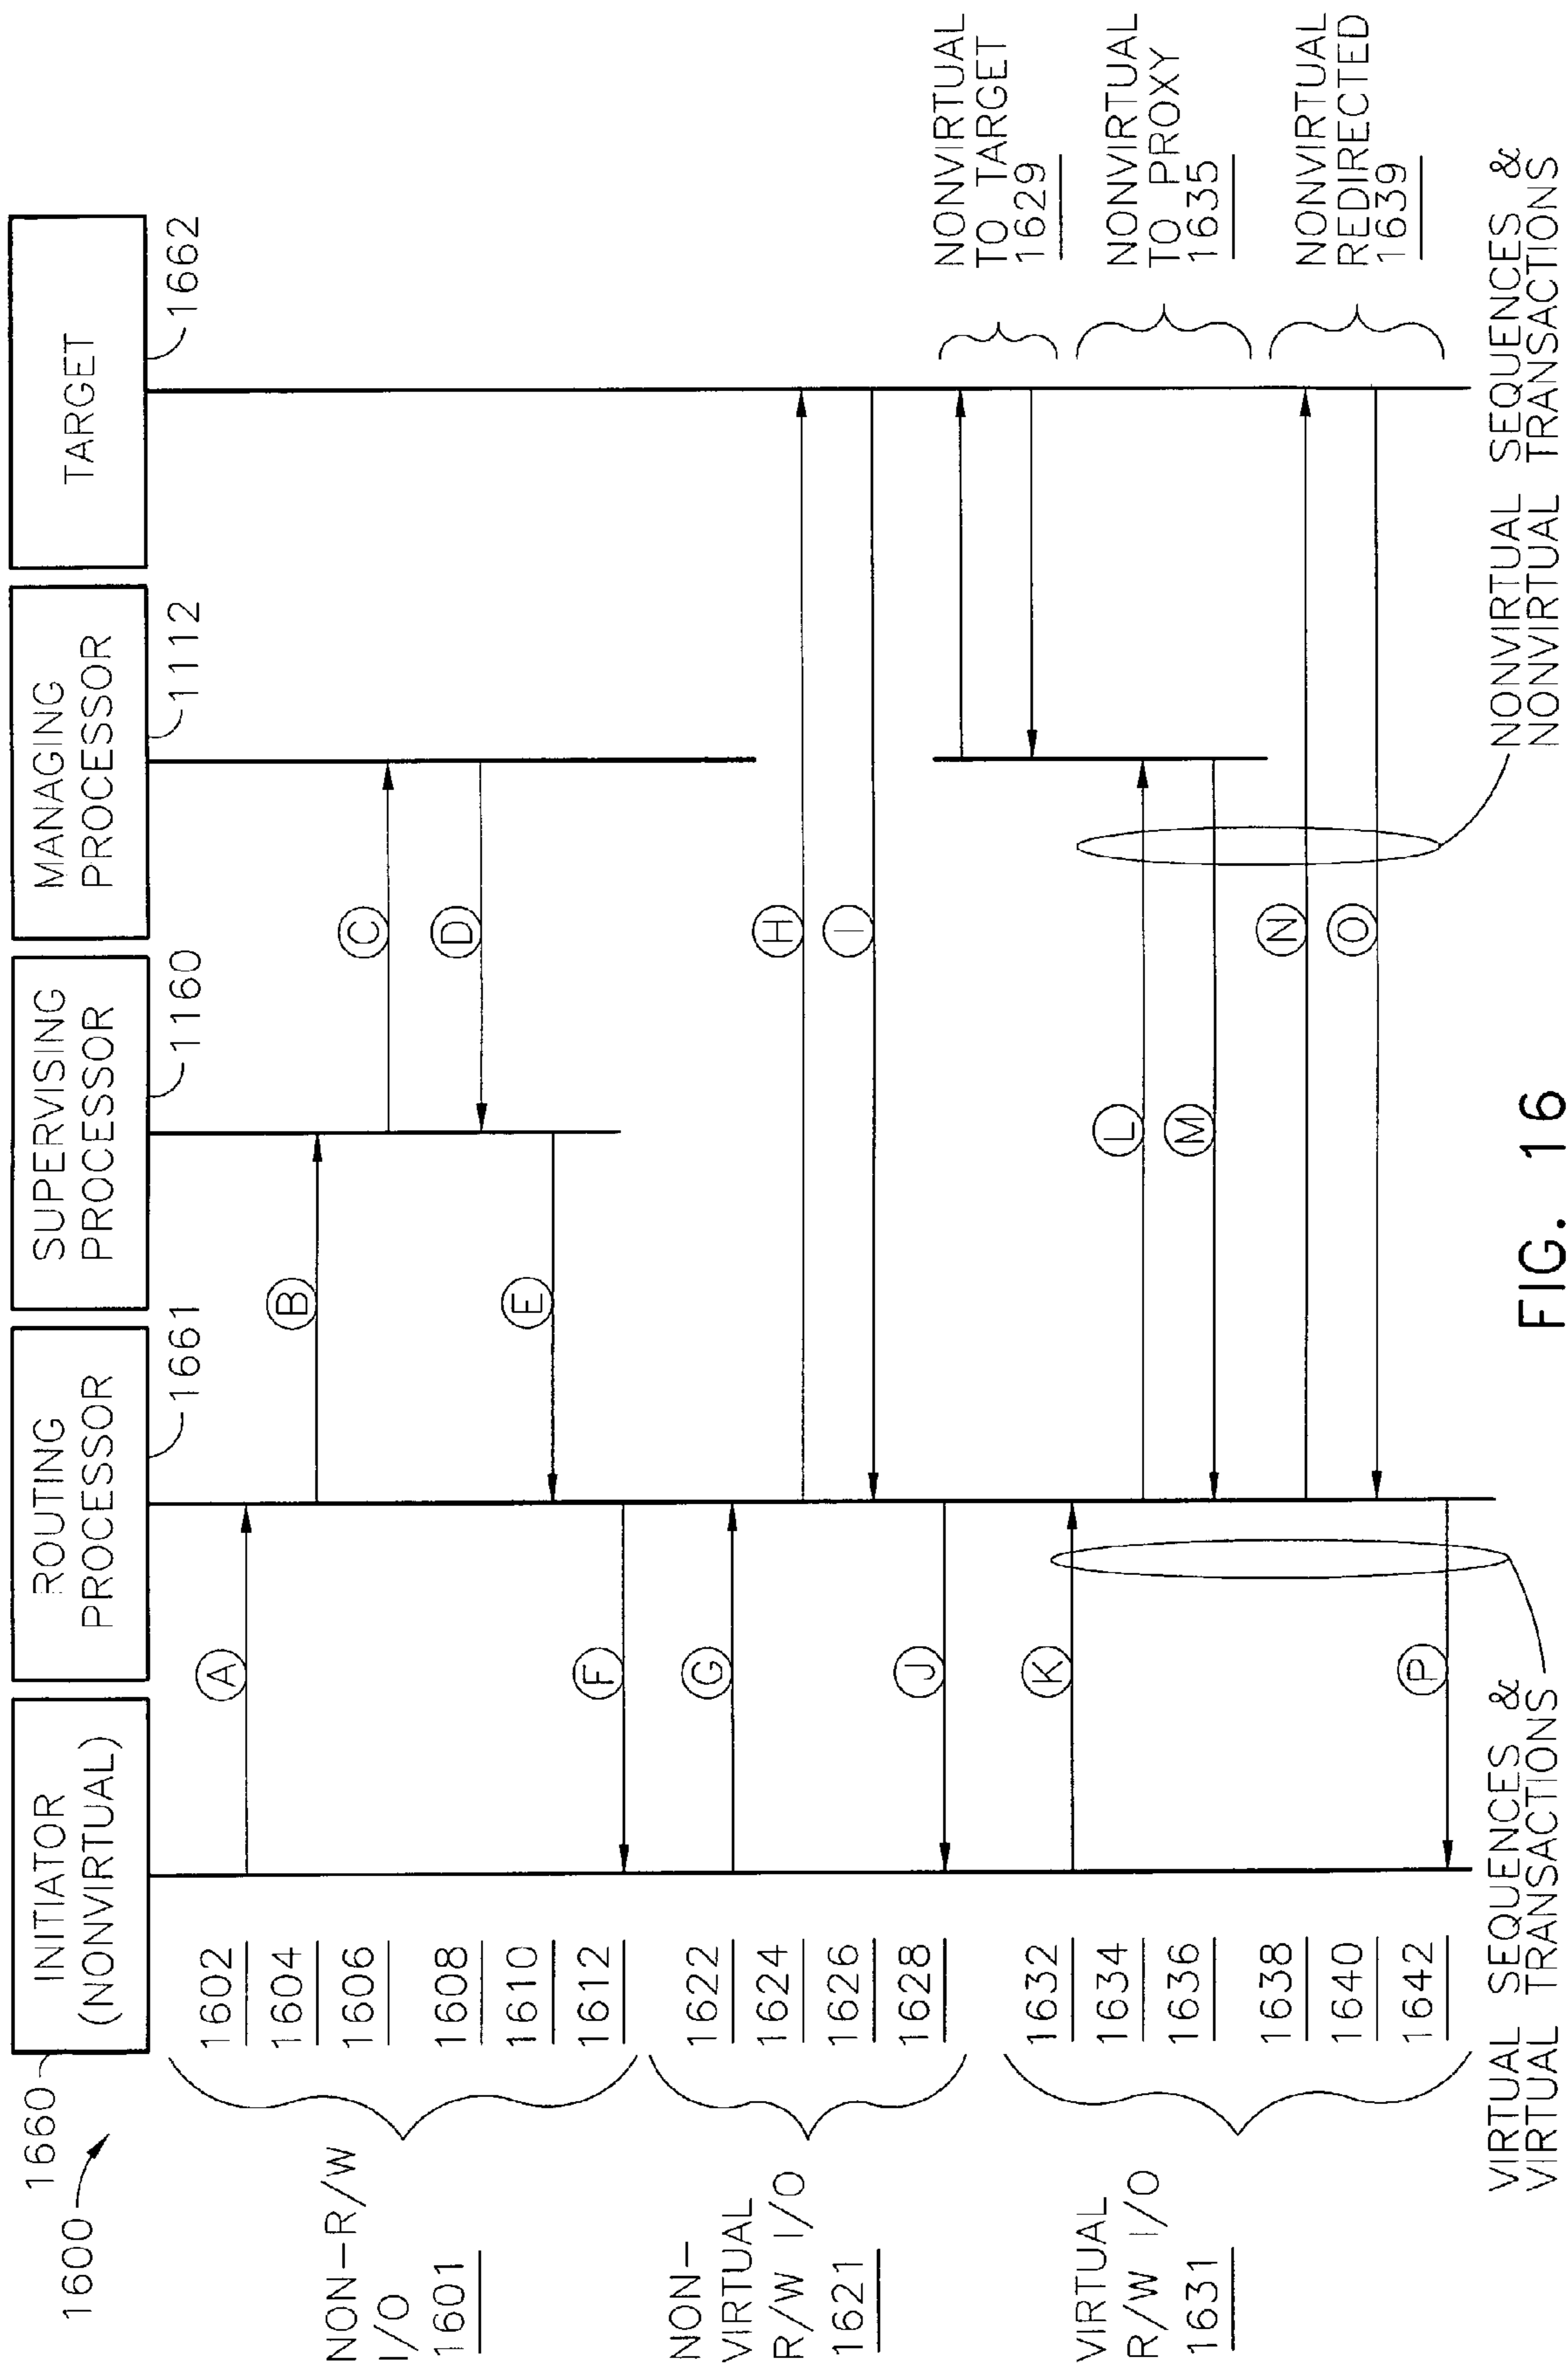 1600
1660
INITIATOR
(NONVIRTUAL)
ROUTING
PROCESSOR
1661
SUPERVISING
PROCESSOR
1160
MANAGING
PROCESSOR
1112
TARGET
1662
NON-R/W
I/O
1601
1602
1604
1606
1608
1610
1612
A
B
C
D
E
F
NON-
VIRTUAL
R/W I/O
1621
1622
1624
1626
1628
G
H
I
J
VIRTUAL
R/W I/O
1631
1632
1634
1636
1638
1640
1642
K
L
M
N
O
P
NONVIRTUAL
TO TARGET
1629
NONVIRTUAL
TO PROXY
1635
NONVIRTUAL
REDIRECTED
1639
VIRTUAL SEQUENCES &
VIRTUAL TRANSACTIONS
NONVIRTUAL SEQUENCES &
NONVIRTUAL TRANSACTIONS
FIG. 16